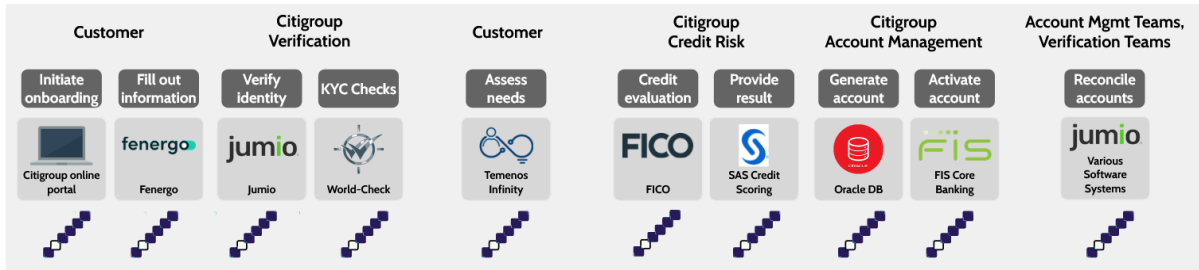 Customer
Citigroup
Verification
Customer
Citigroup
Credit Risk
Citigroup
Account Management
Account Mgmt Teams,
Verification Teams
Initiate
onboarding
Fill out
information
Verify
identity
KYC Checks
Assess
needs
Credit
evaluation
Provide
result
Generate
account
Activate
account
Reconcile
accounts
Citigroup online
portal
fenergo
Fenergo
jumio
Jumio
World-Check
Temenos
Infinity
FICO
FICO
SAS Credit
Scoring
Oracle DB
FIS
FIS Core
Banking
jumio
Various
Software
Systems